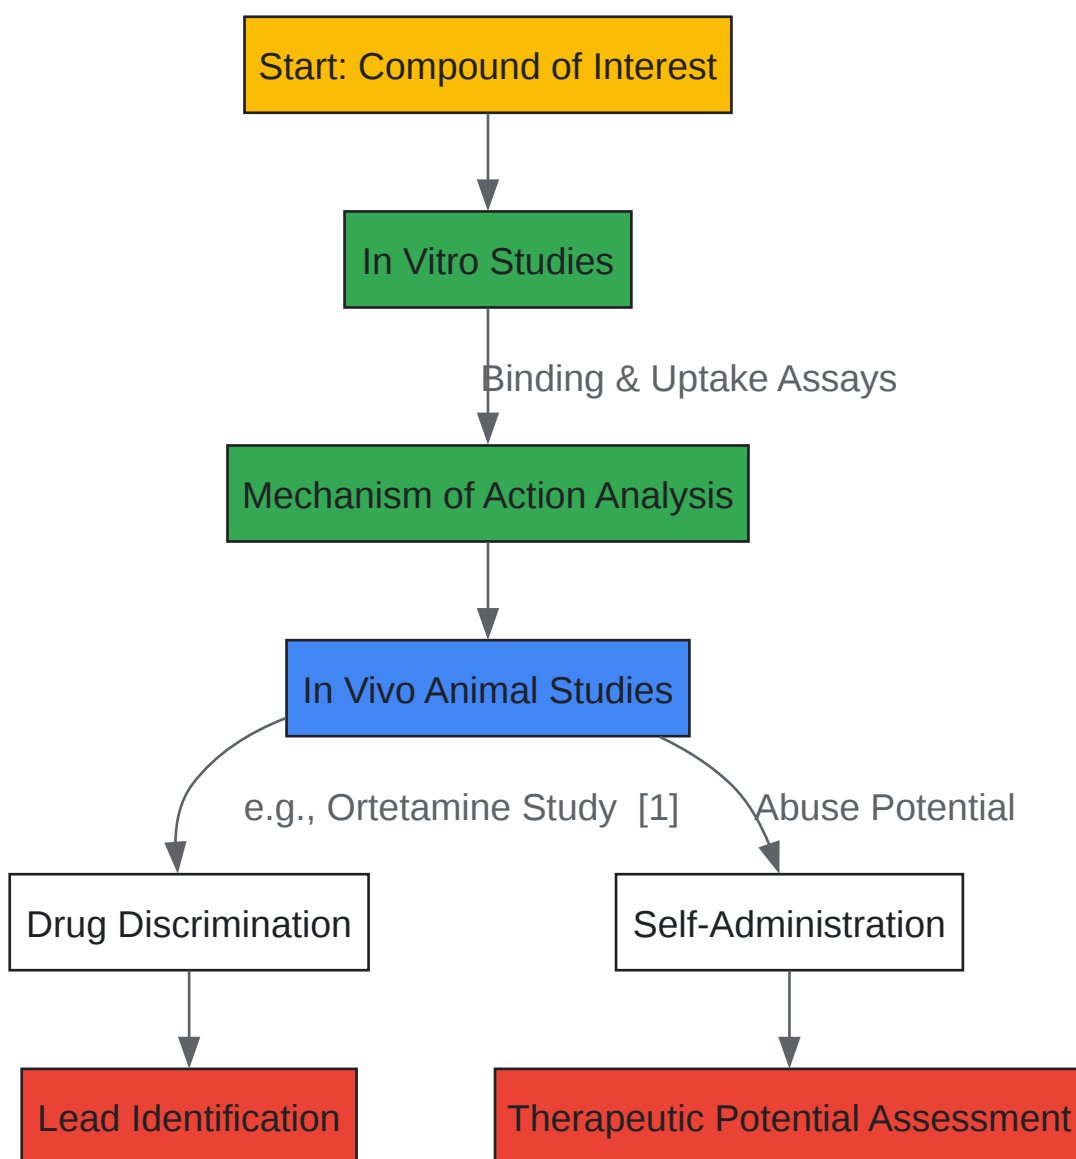 Start: Compound of Interest
In Vitro Studies
Binding & Uptake Assays
Mechanism of Action Analysis
In Vivo Animal Studies
e.g., Ortetamine Study [1]
Abuse Potential
Drug Discrimination
Self-Administration
Lead Identification
Therapeutic Potential Assessment